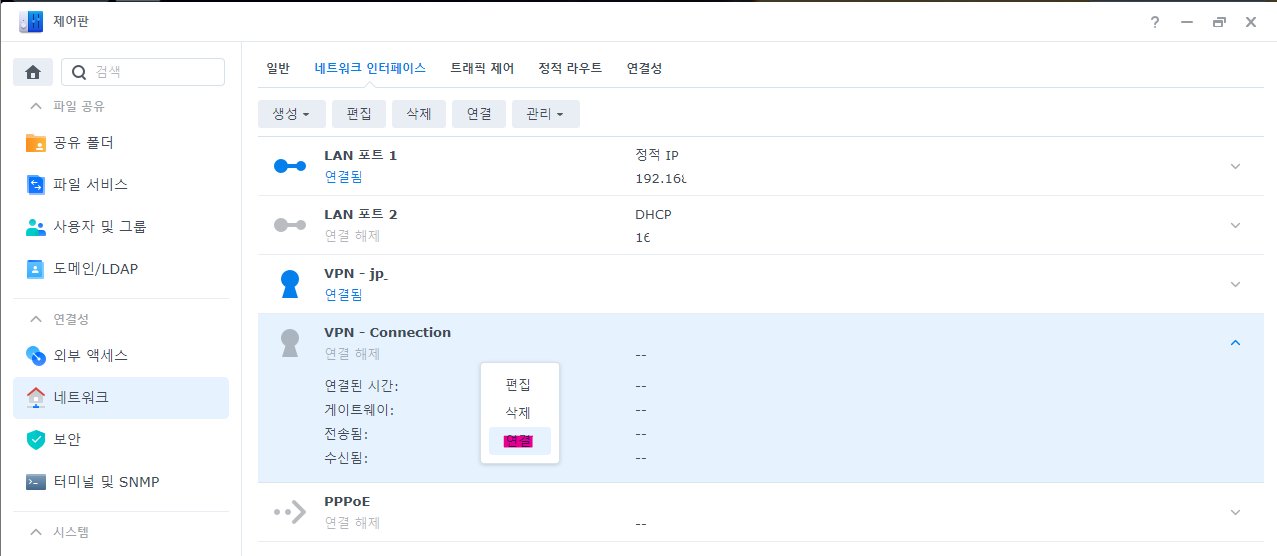 제어판
?
검색
파일 공유
공유 폴더
파일 서비스
사용자 및 그룹
도메인/LDAP
연결성
외부 액세스
네트워크
보안
터미널 및 SNMP
시스템
일반 네트워크 인터페이스 트래픽 제어 정적 라우트 연결성
생성 편집 삭제 연결 관리
LAN 포트 1 정적 IP
연결됨 192.168
LAN 포트 2 DHCP
연결 해제 16
VPN - jp_
연결됨
VPN - Connection
연결 해제 --
연결된 시간: --
게이트웨이: --
전송됨: --
수신됨: --
편집
삭제
연결
PPPoE
연결 해제 --